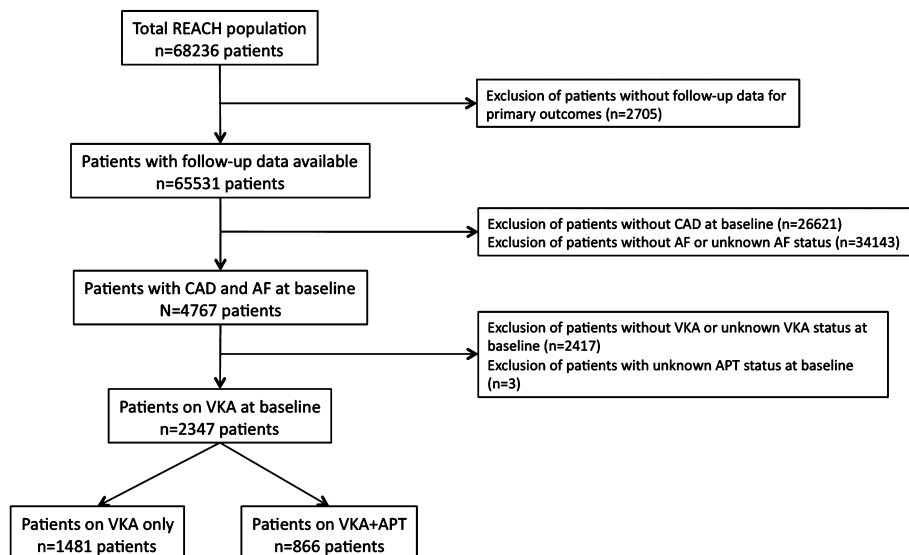 Total REACH population
n=68236 patients
Exclusion of patients without follow-up data for
primary outcomes (n=2705)
Patients with follow-up data available
n=65531 patients
Exclusion of patients without CAD at baseline (n=26621)
Exclusion of patients without AF or unknown AF status (n=34143)
Patients with CAD and AF at baseline
N=4767 patients
Exclusion of patients without VKA or unknown VKA status at
baseline (n=2417)
Exclusion of patients with unknown APT status at baseline
(n=3)
Patients on VKA at baseline
n=2347 patients
Patients on VKA only
n=1481 patients
Patients on VKA+APT
n=866 patients